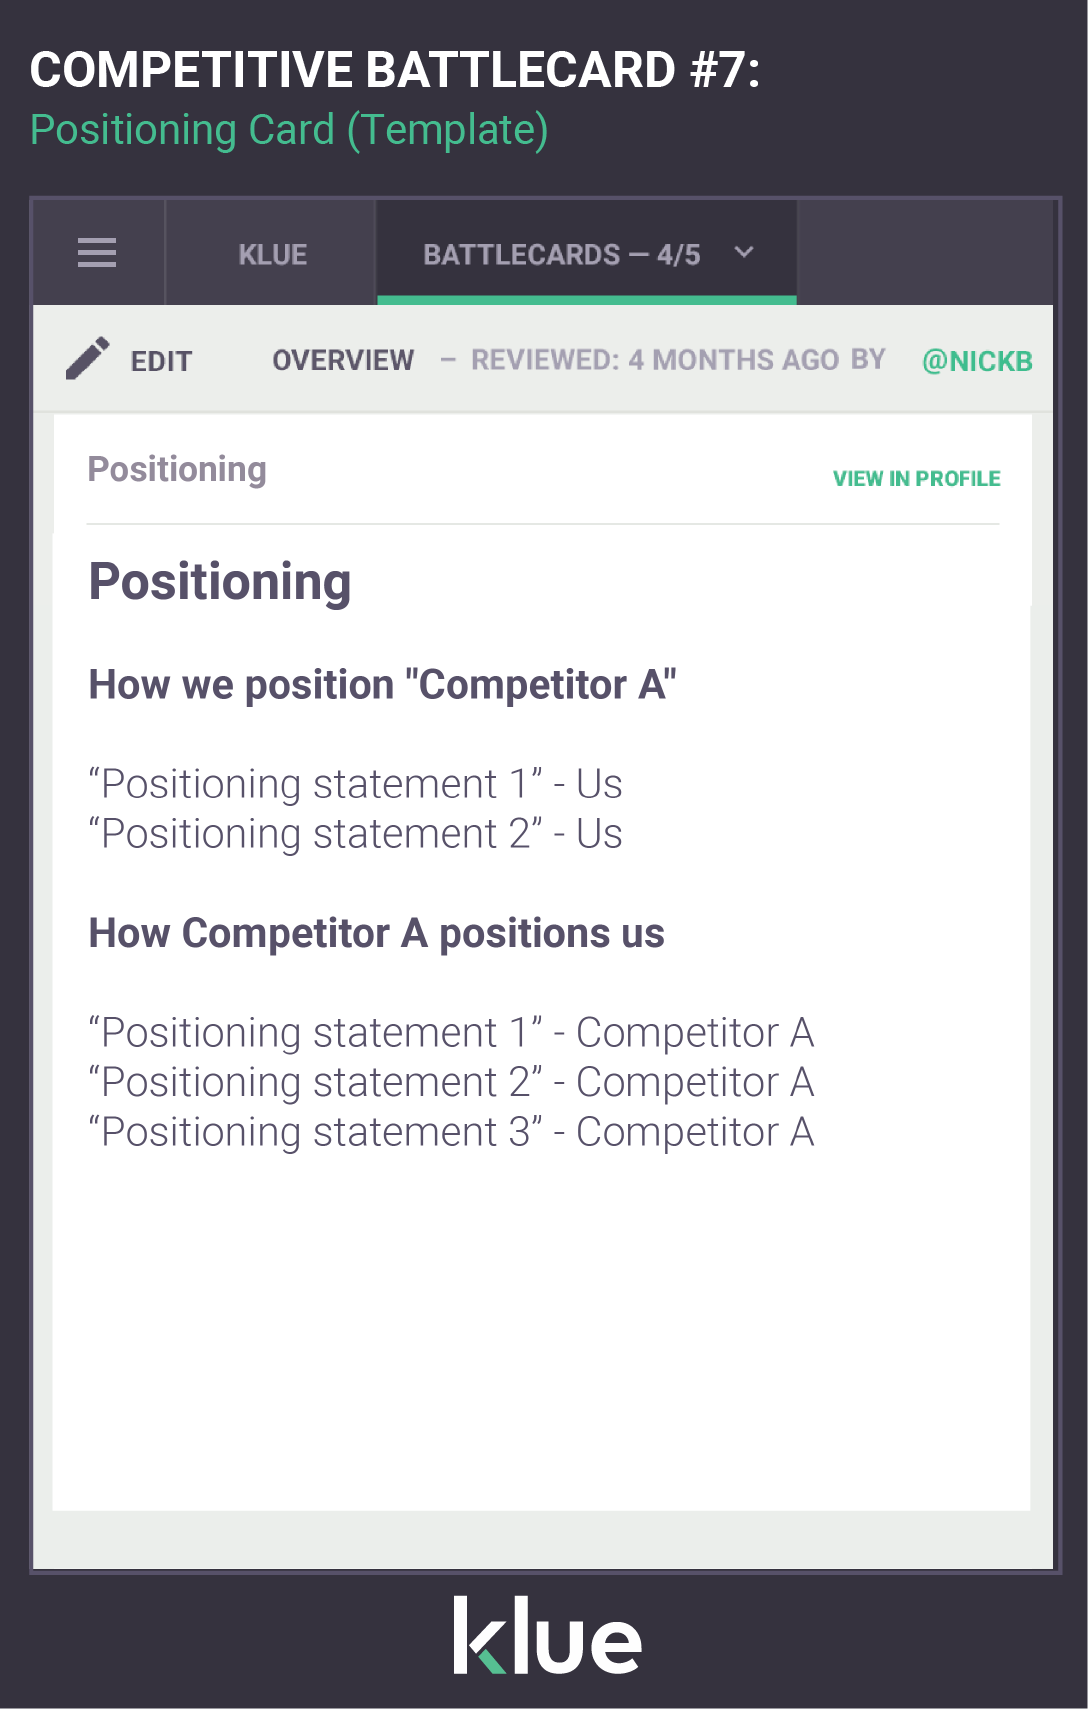 COMPETITIVE BATTLECARD #7:
Positioning Card (Template)
KLUE
BATTLECARDS — 4/5
EDIT
OVERVIEW – REVIEWED: 4 MONTHS AGO BY @NICKB
Positioning
VIEW IN PROFILE
Positioning
How we position "Competitor A"
“Positioning statement 1” - Us
“Positioning statement 2” - Us
How Competitor A positions us
“Positioning statement 1” - Competitor A
“Positioning statement 2” - Competitor A
“Positioning statement 3” - Competitor A
klue